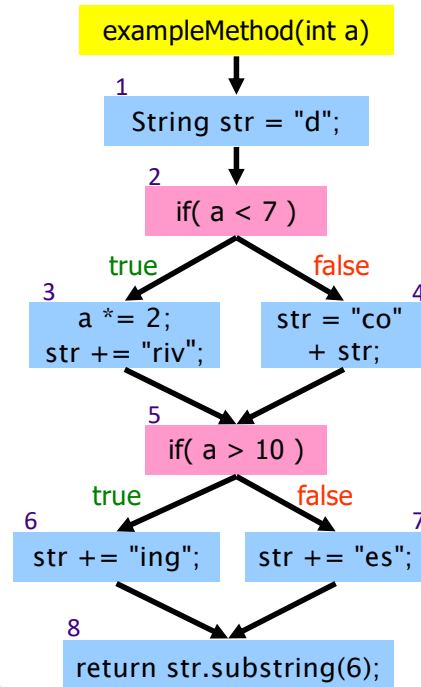 exampleMethod(int a)
1
String str = "d";
2
if( a < 7 )
true
false
3
a *= 2;
str += "riv";
4
str = "co"
+ str;
5
if( a > 10 )
true
false
6
str += "ing";
7
str += "es";
8
return str.substring(6);